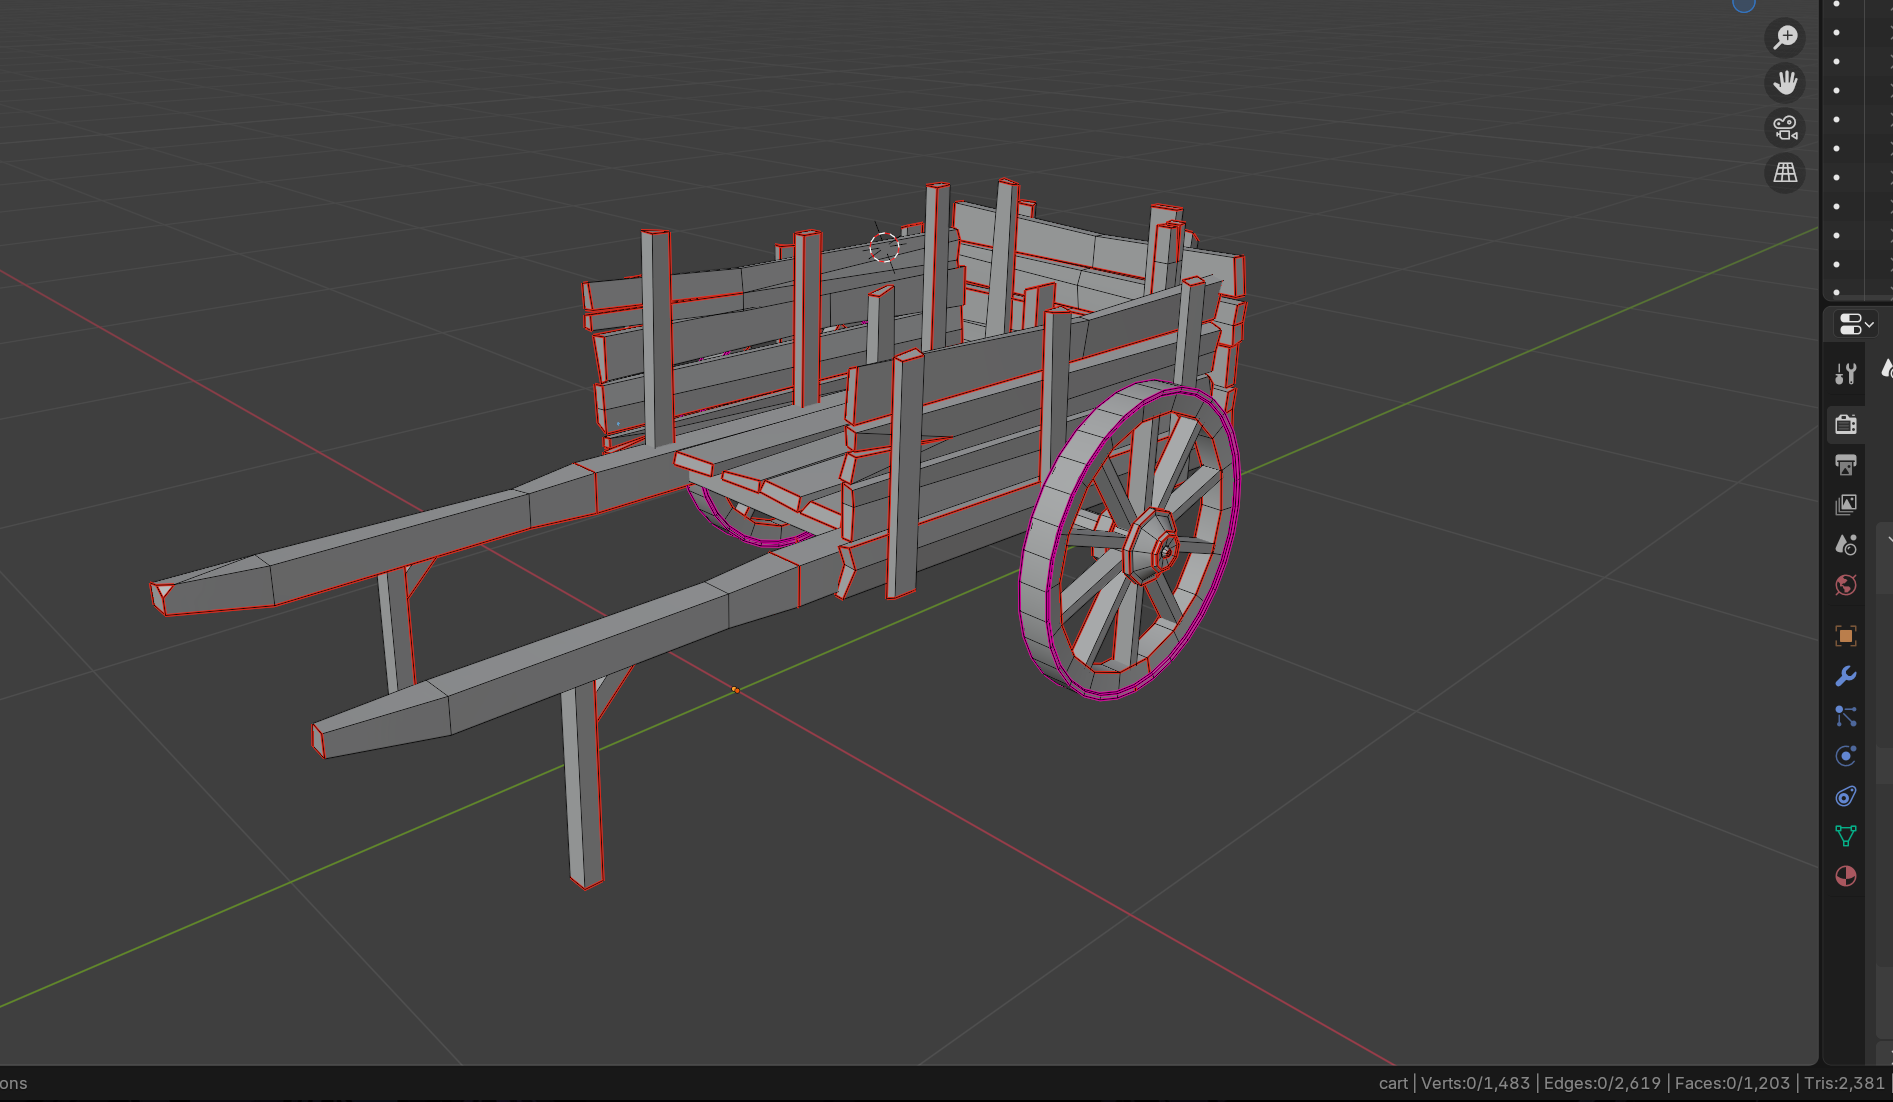 ons
cart | Verts:0/1,483 | Edges:0/2,619 | Faces:0/1,203 | Tris:2,381